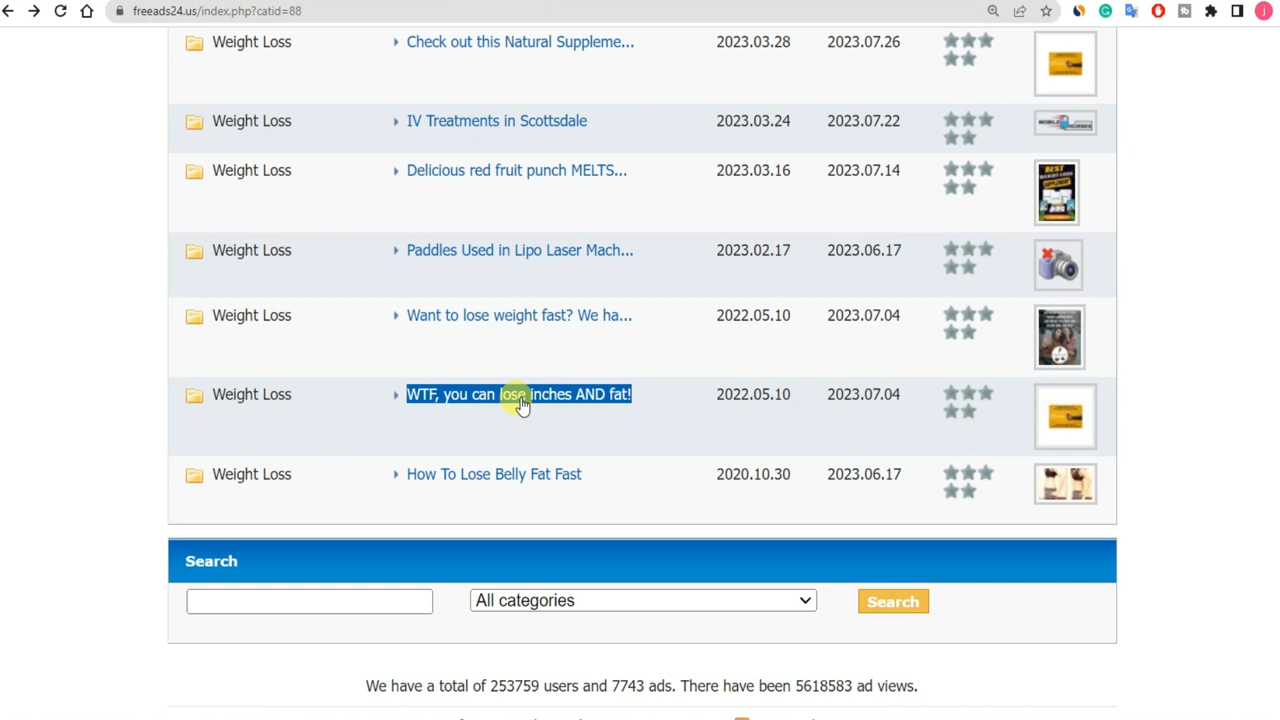 freeads24.us/index.php?catid=88
Weight Loss Check out this Natural Suppleme... 2023.03.28 2023.07.26
Weight Loss IV Treatments in Scottsdale 2023.03.24 2023.07.22
Weight Loss Delicious red fruit punch MELTS... 2023.03.16 2023.07.14
Weight Loss Paddles Used in Lipo Laser Mach... 2023.02.17 2023.06.17
Weight Loss Want to lose weight fast? We ha... 2022.05.10 2023.07.04
Weight Loss WTF, you can lose inches AND fat! 2022.05.10 2023.07.04
Weight Loss How To Lose Belly Fat Fast 2020.10.30 2023.06.17
Search
All categories Search
We have a total of 253759 users and 7743 ads. There have been 5618583 ad views.